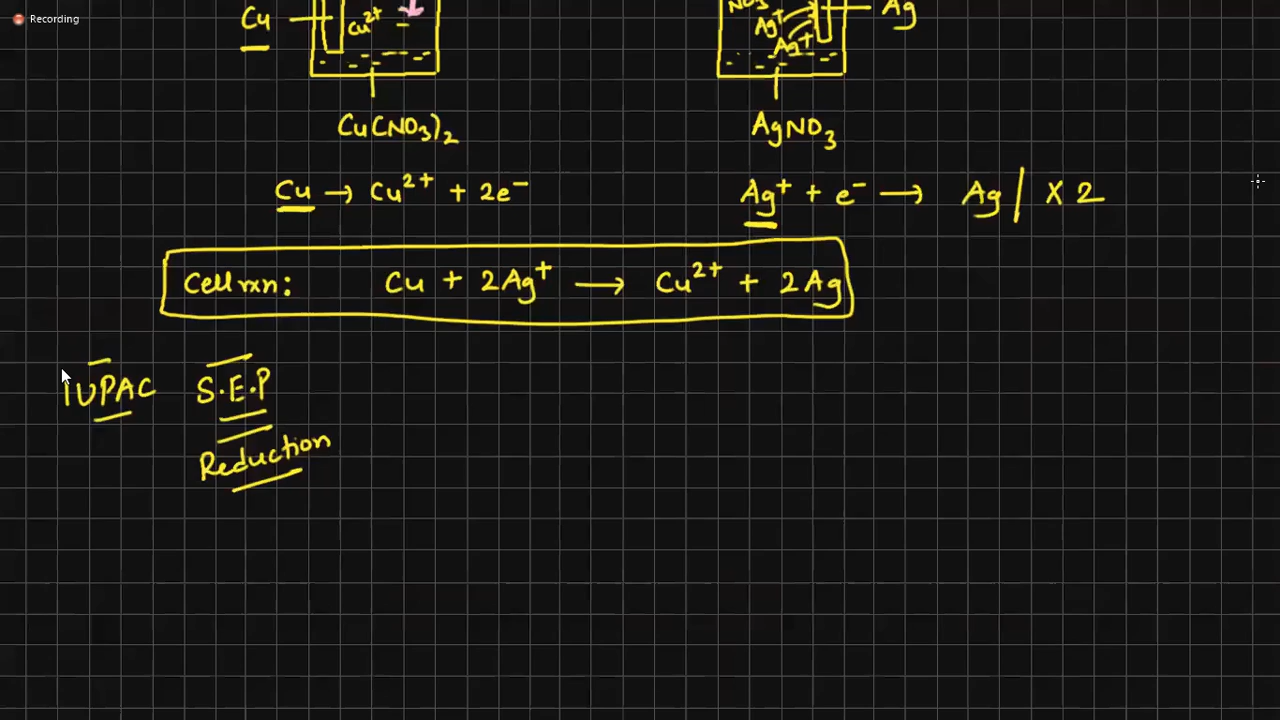 Recording
Cu Cu²⁺ NO₃⁻ Ag⁺ Ag
Ag⁺
Cu(NO₃)₂ AgNO₃
Cu → Cu²⁺ + 2e⁻ Ag⁺ + e⁻ → Ag | × 2
Cell rxn: Cu + 2Ag⁺ → Cu²⁺ + 2Ag
IUPAC S.E.P
Reduction